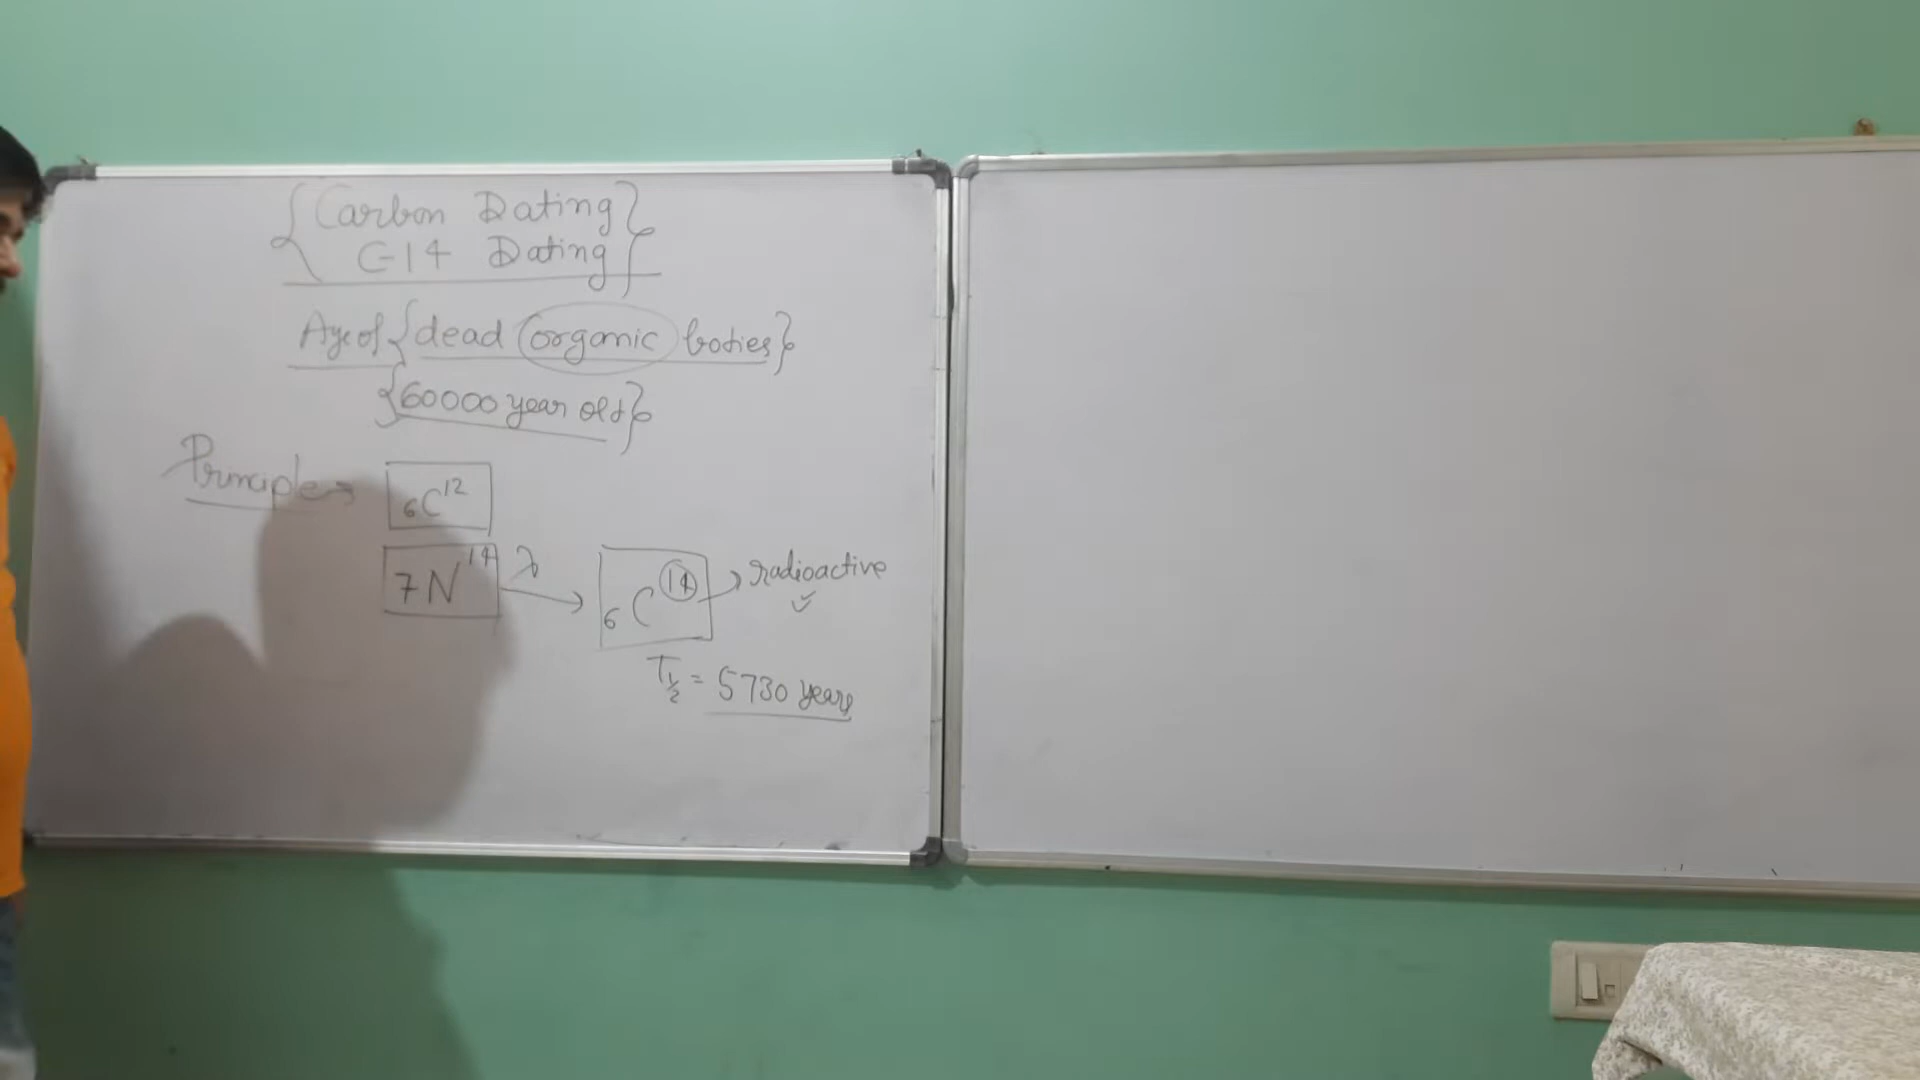 {Carbon Dating}
C-14 Dating
Age of {dead organic bodies}
{60000 year old}
Principle → ₆C¹²
₇N¹⁴ λ → ₆C¹⁴ → radioactive ✓
T½ = 5730 years